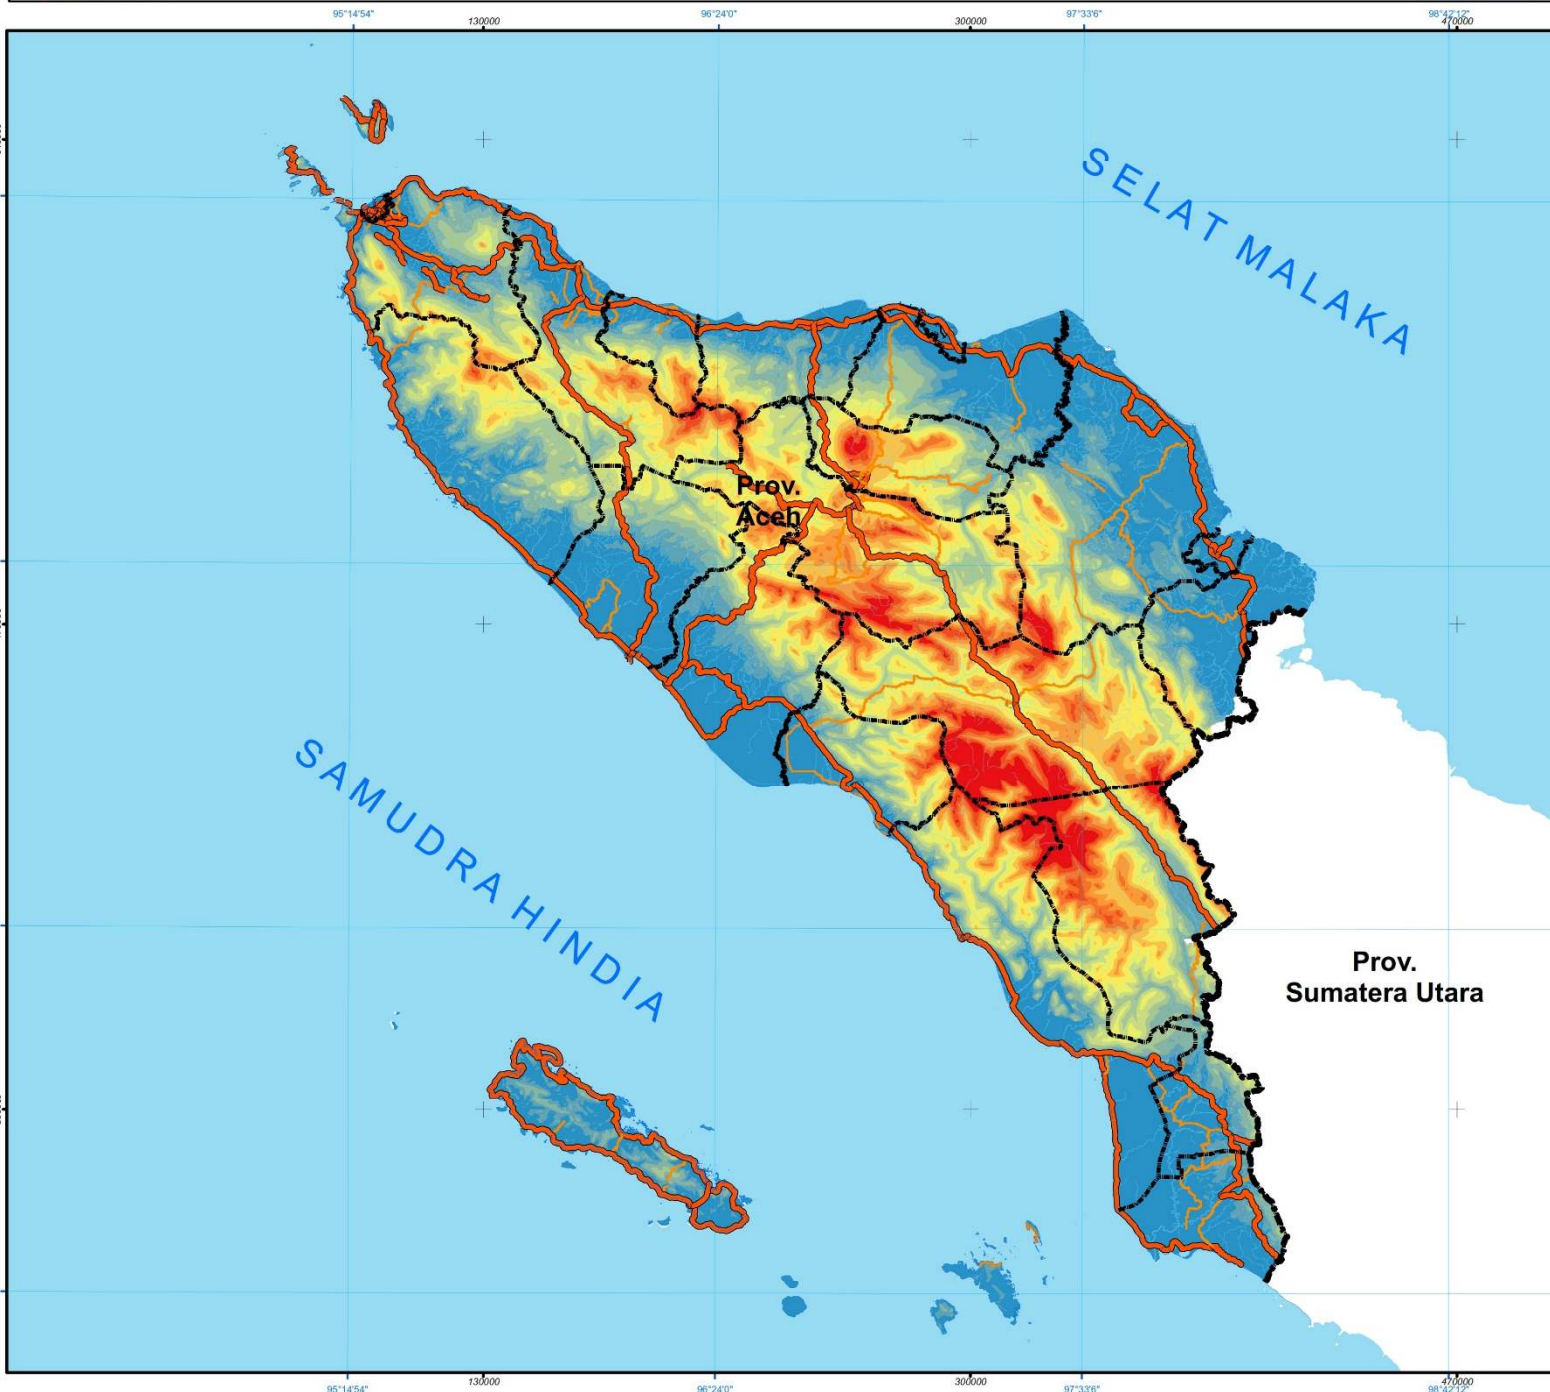 95°14'54"
130000
96°24'0"
300000
97°33'6"
98°42'12"
470000
SELAT MALAKA
Prov.
Aceh
SAMUDRA HINDIA
Prov.
Sumatera Utara
95°14'54"
130000
96°24'0"
300000
97°33'6"
98°42'12"
470000